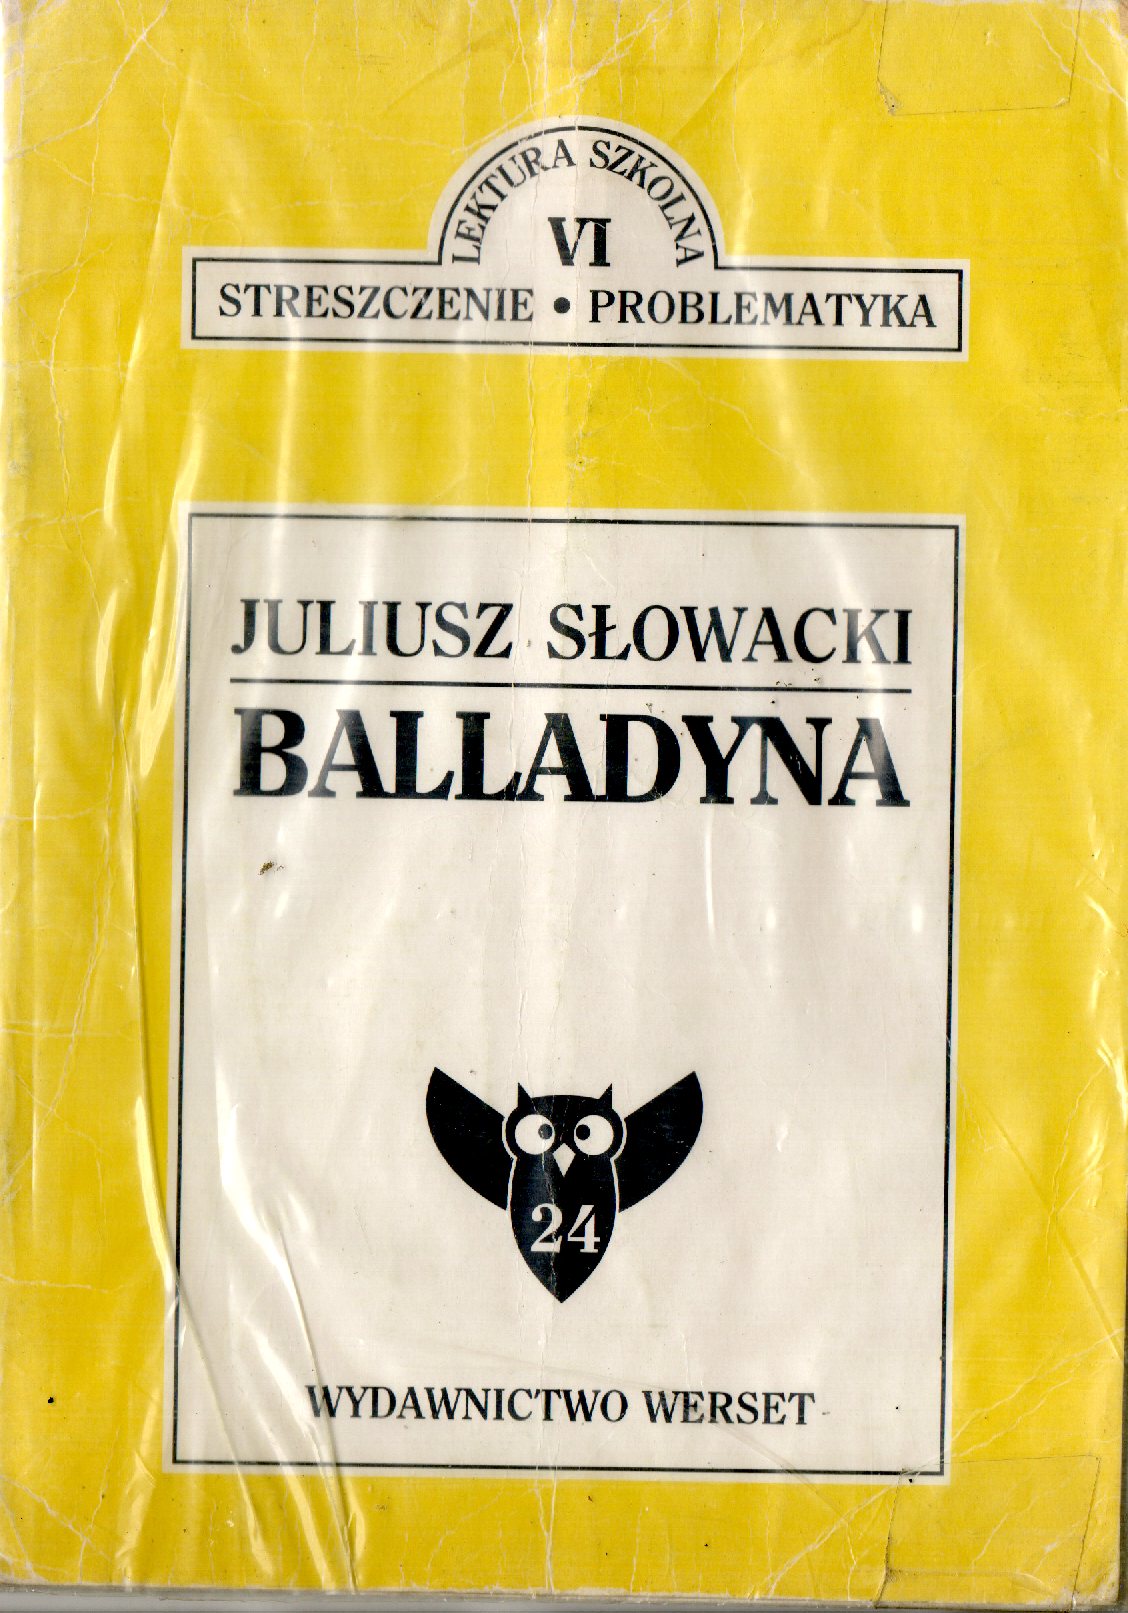 LEKTURA SZKOLNA
VI
STRESZCZENIE • PROBLEMATYKA
JULIUSZ SŁOWACKI
BALLADYNA
24
WYDAWNICTWO WERSET